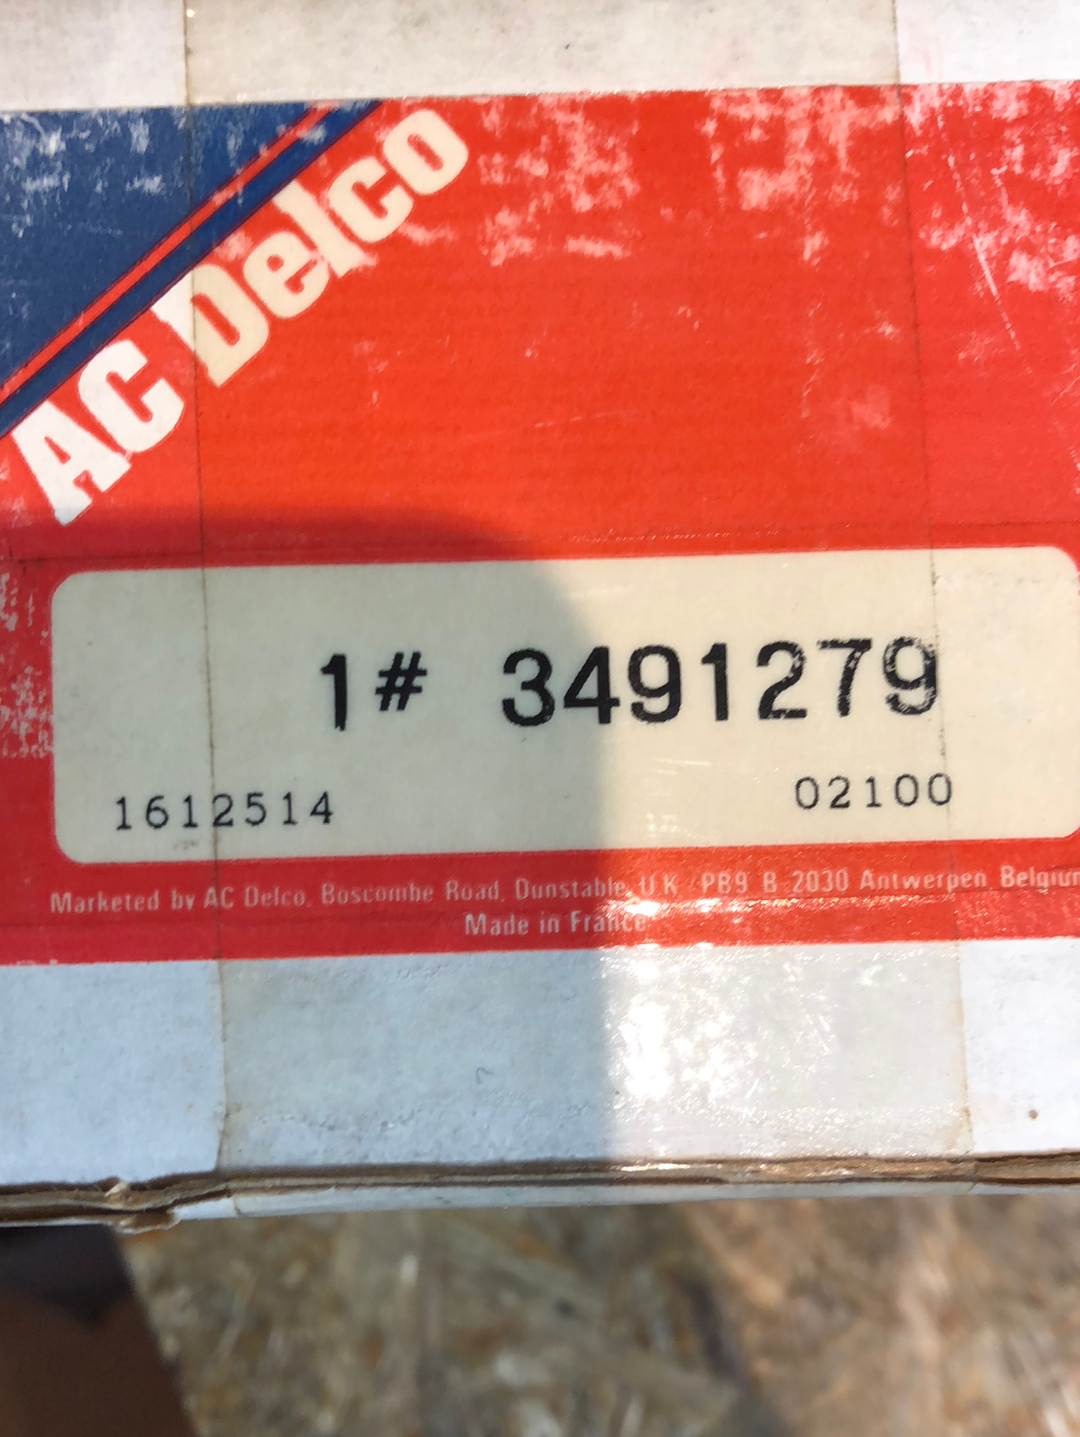 AC Delco
1# 3491279
1612514 02100
Marketed by AC Delco, Boscombe Road, Dunstable, U K PB9 B 2030 Antwerpen Belgium
Made in France